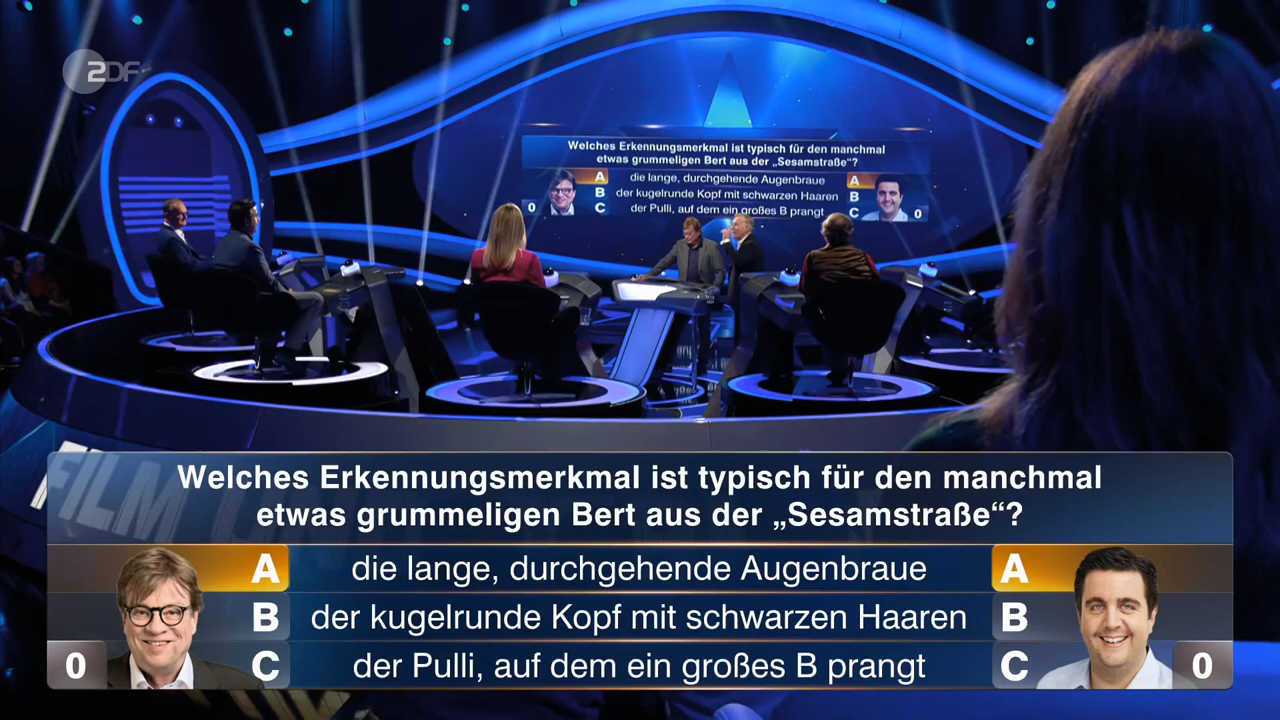 ZDF
Welches Erkennungsmerkmal ist typisch für den manchmal
etwas grummeligen Bert aus der „Sesamstraße“?
A die lange, durchgehende Augenbraue A
B der kugelrunde Kopf mit schwarzen Haaren B
0 C der Pulli, auf dem ein großes B prangt C 0
FILM
Welches Erkennungsmerkmal ist typisch für den manchmal
etwas grummeligen Bert aus der „Sesamstraße“?
A die lange, durchgehende Augenbraue A
B der kugelrunde Kopf mit schwarzen Haaren B
0 C der Pulli, auf dem ein großes B prangt C 0